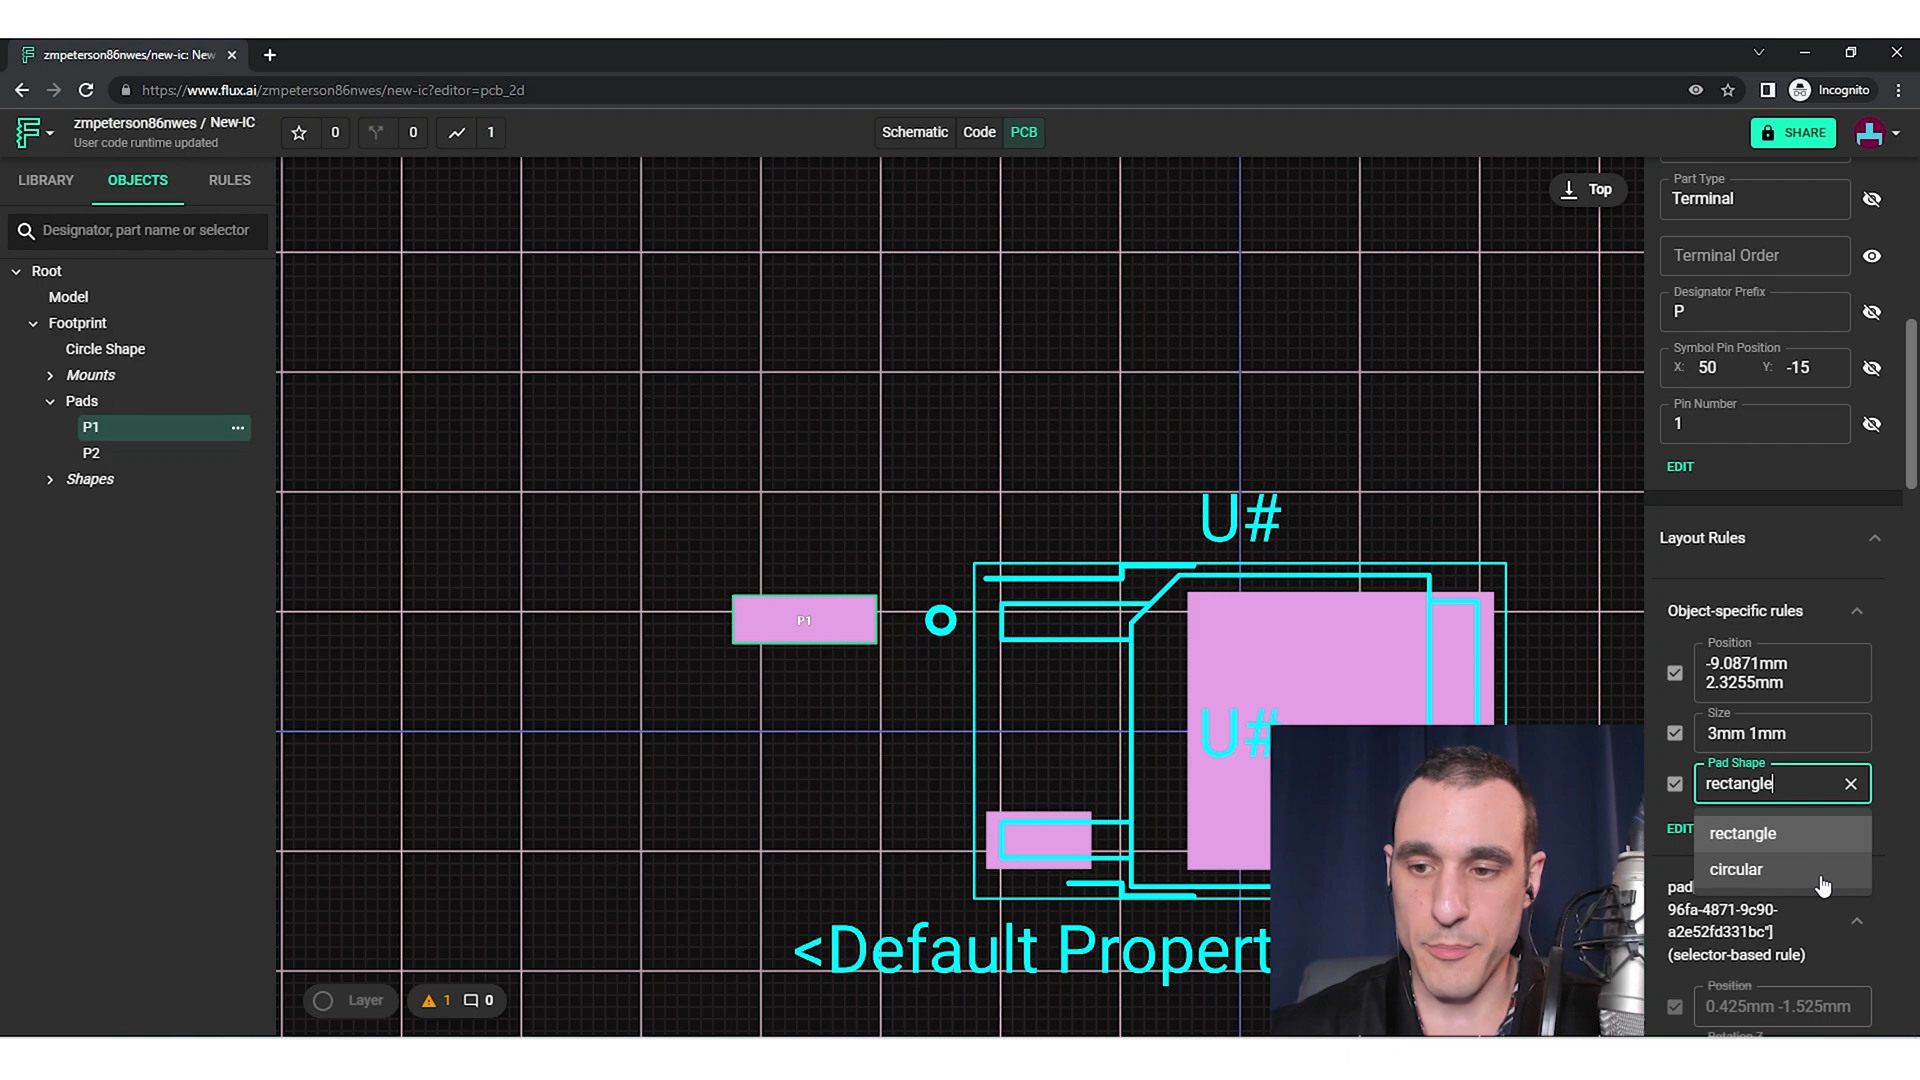 zmpeterson86nwes/new-ic: New
https://www.flux.ai/zmpeterson86nwes/new-ic?editor=pcb_2d
Incognito
zmpeterson86nwes / New-IC
User code runtime updated
0
0
1
Schematic
Code
PCB
SHARE
LIBRARY
OBJECTS
RULES
Designator, part name or selector
Root
Model
Footprint
Circle Shape
Mounts
Pads
P1
P2
Shapes
Top
U#
P1
U#
<Default Propert
Layer
1
0
Part Type
Terminal
Terminal Order
Designator Prefix
P
Symbol Pin Position
X: 50 Y: -15
Pin Number
1
EDIT
Layout Rules
Object-specific rules
Position
-9.0871mm
2.3255mm
Size
3mm 1mm
Pad Shape
rectangle
EDIT
rectangle
circular
pad
96fa-4871-9c90-
a2e52fd331bc"]
(selector-based rule)
Position
0.425mm -1.525mm